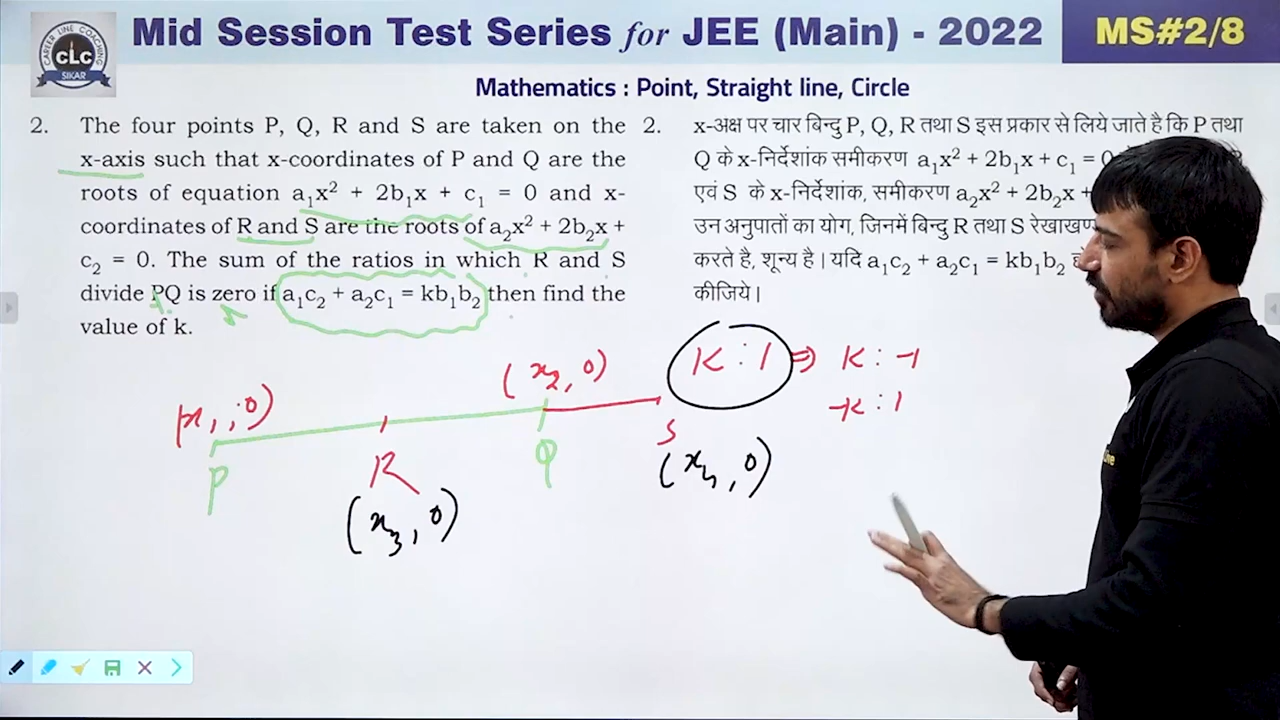 CAREER LINE COACHING
CLC
SIKAR
Mid Session Test Series for JEE (Main) - 2022
MS#2/8
Mathematics : Point, Straight line, Circle
2. The four points P, Q, R and S are taken on the
x-axis such that x-coordinates of P and Q are the
roots of equation a₁x² + 2b₁x + c₁ = 0 and x-
coordinates of R and S are the roots of a₂x² + 2b₂x +
c₂ = 0. The sum of the ratios in which R and S
divide PQ is zero if a₁c₂ + a₂c₁ = kb₁b₂ then find the
value of k.
2. x-अक्ष पर चार बिन्दु P, Q, R तथा S इस प्रकार से लिये जाते है कि P तथा
Q के x-निर्देशांक समीकरण a₁x² + 2b₁x + c₁ = 0
एवं S के x-निर्देशांक, समीकरण a₂x² + 2b₂x +
उन अनुपातों का योग, जिनमें बिन्दु R तथा S रेखाखण
करते है, शून्य है। यदि a₁c₂ + a₂c₁ = kb₁b₂
कीजिये।
K : 1 ⇒ K : -1
-K : 1
(x₁, 0)
(x₂, 0)
P
R
Q
S
(x₃, 0)
(x₄, 0)